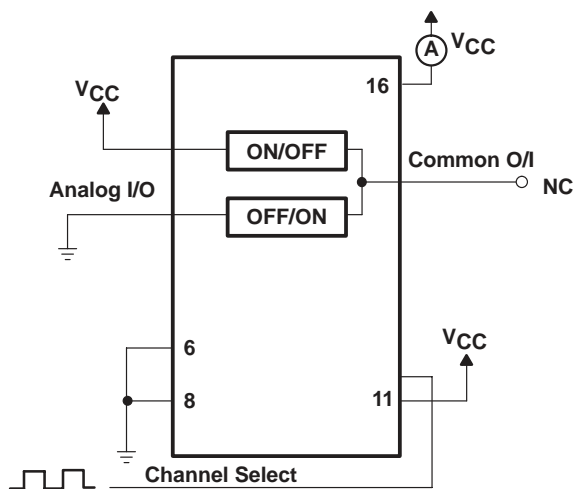 VCC
A
16
VCC
ON/OFF
Common O/I
Analog I/O
NC
OFF/ON
6
VCC
8
11
Channel Select